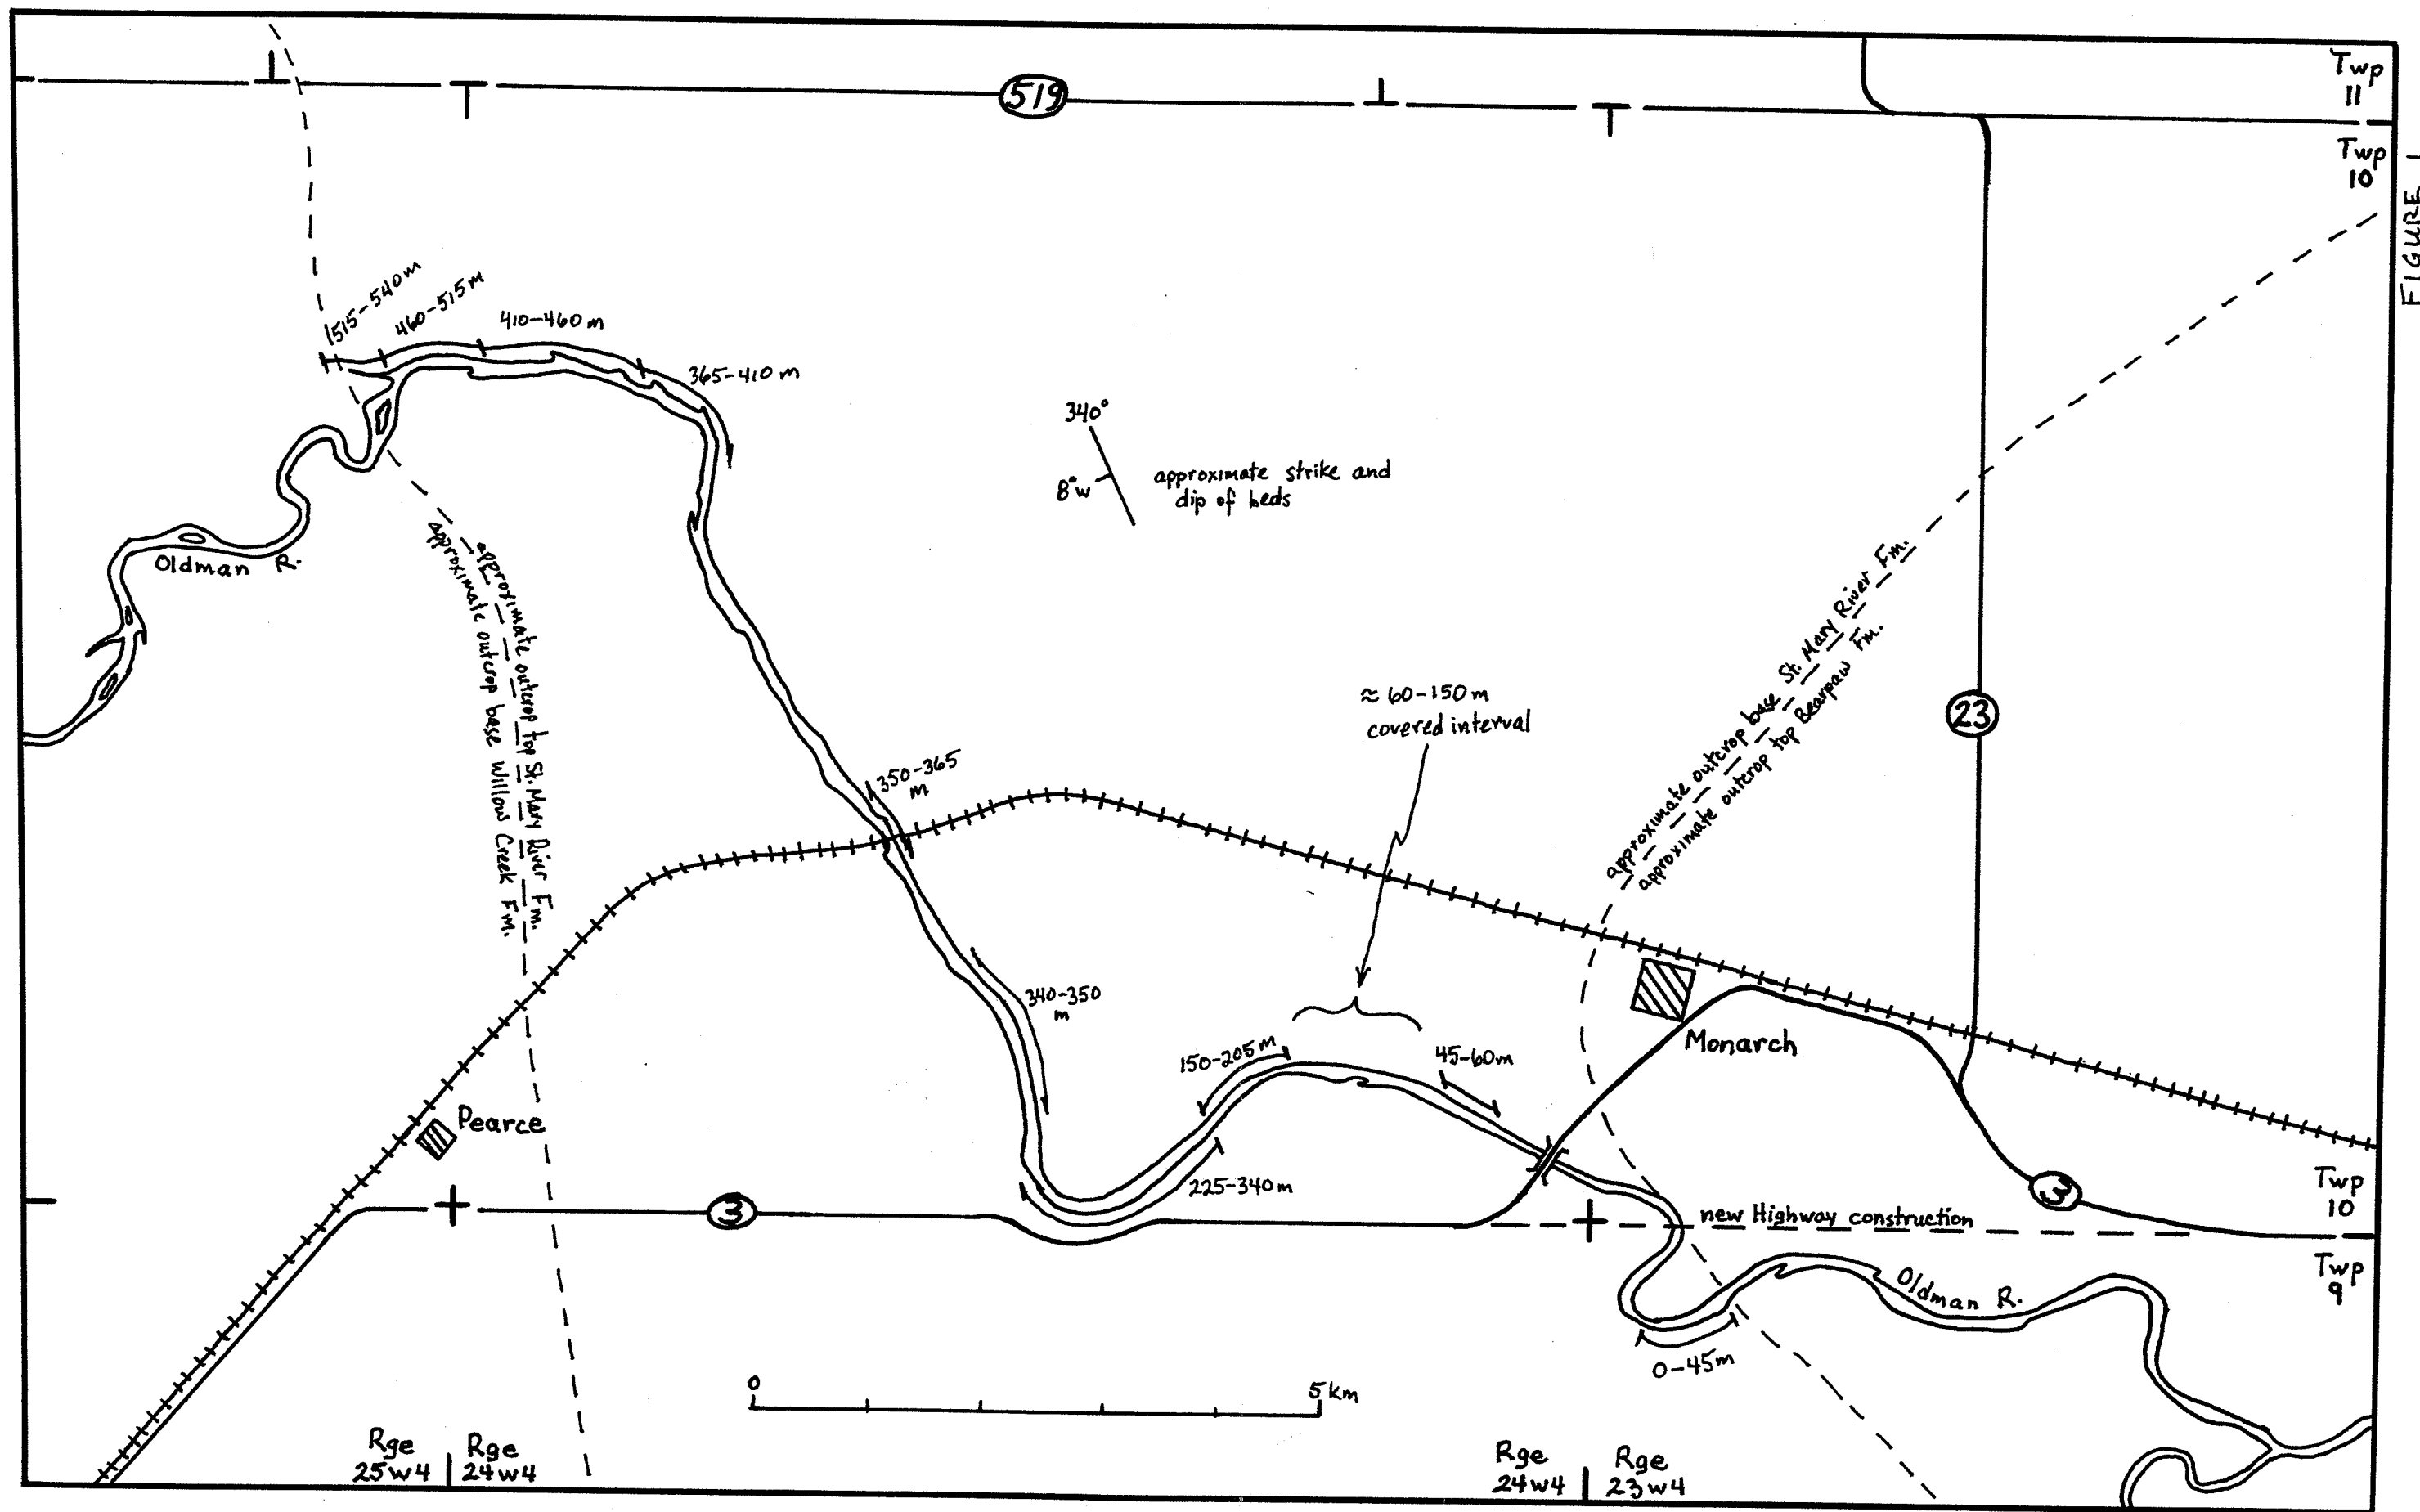 519
Twp
11
Twp
10
FIGURE 1
515-540m
460-515m
410-460m
365-410m
340°
8°w
approximate strike and
dip of beds
Oldman R.
approximate outcrop top St. Mary River Fm.
approximate outcrop base Willow Creek Fm.
approximate outcrop base St. Mary River Fm.
approximate outcrop top Bearpaw Fm.
23
≈ 60-150m
covered interval
350-365
m
340-350
m
150-205m
45-60m
Monarch
Pearce
225-340m
3
3
new Highway construction
Twp
10
Twp
9
Oldman R.
0-45m
0
5 km
Rge
25w4
Rge
24w4
Rge
24w4
Rge
23w4